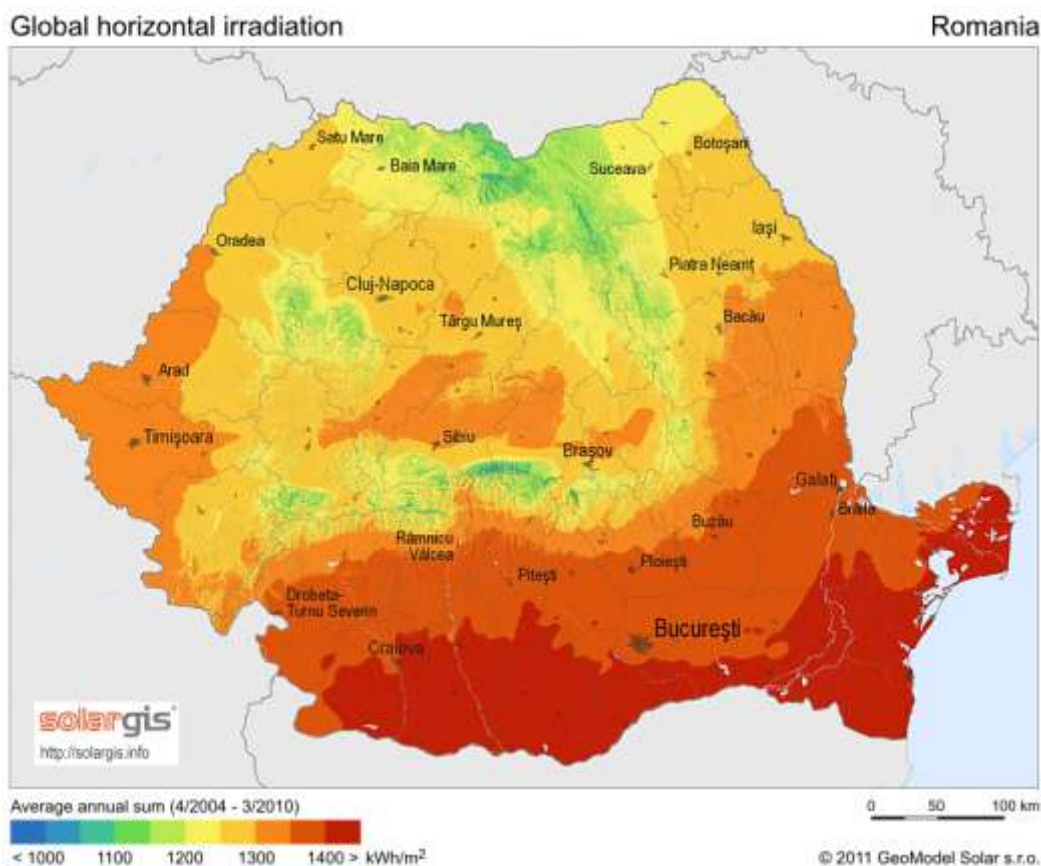 Global horizontal irradiation
Romania
Satu Mare
Baia Mare
Suceava
Botoşani
Oradea
Iaşi
Cluj-Napoca
Piatra Neamţ
Târgu Mureş
Bacău
Arad
Timişoara
Sibiu
Braşov
Galati
Brăila
Buzău
Râmnicu
Vâlcea
Piteşti
Ploieşti
Drobeta-
Turnu Severin
Craiova
Bucureşti
solargis
http://solargis.info
Average annual sum (4/2004 - 3/2010)
0 50 100 km
< 1000 1100 1200 1300 1400 > kWh/m²
© 2011 GeoModel Solar s.r.o.